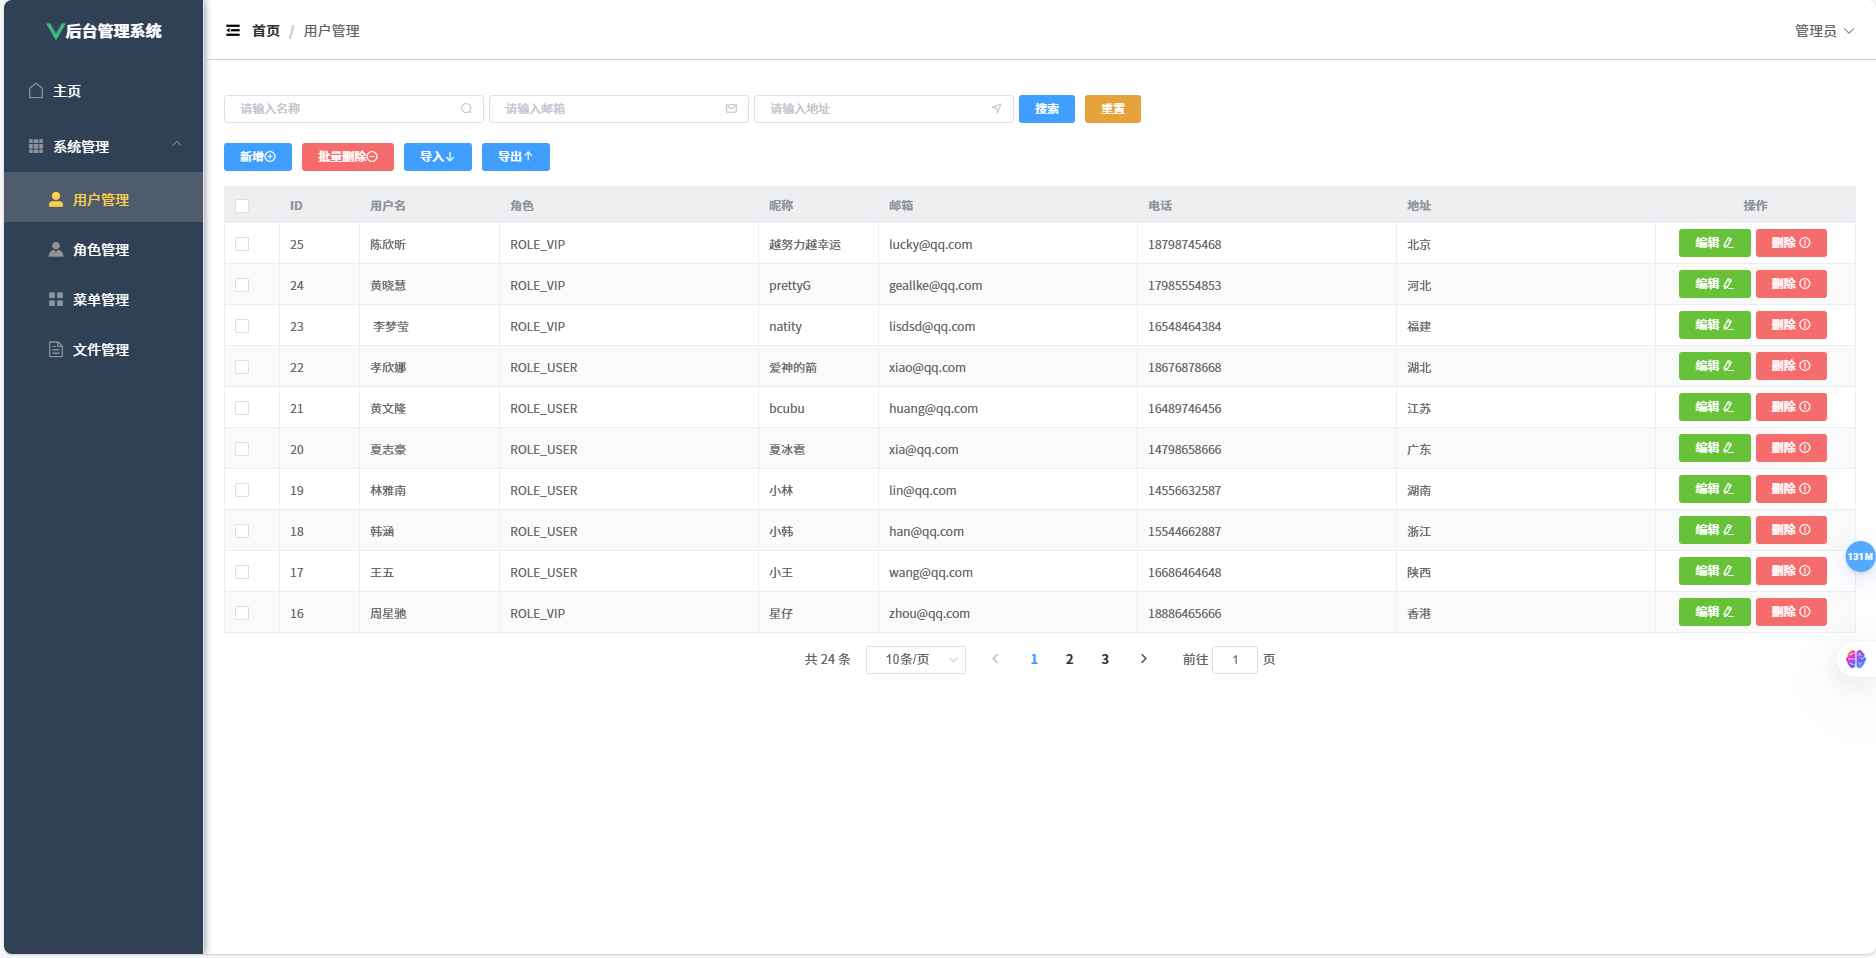 后台管理系统
首页 / 用户管理
管理员
主页
系统管理
用户管理
角色管理
菜单管理
文件管理
请输入名称 请输入邮箱 请输入地址 搜索 重置
新增 批量删除 导入 导出
ID 用户名 角色 昵称 邮箱 电话 地址 操作
25 陈欣昕 ROLE_VIP 越努力越幸运 lucky@qq.com 18798745468 北京 编辑 删除
24 黄晓慧 ROLE_VIP prettyG geallke@qq.com 17985554853 河北 编辑 删除
23 李梦莹 ROLE_VIP natity lisdsd@qq.com 16548464384 福建 编辑 删除
22 孝欣娜 ROLE_USER 爱神的箭 xiao@qq.com 18676878668 湖北 编辑 删除
21 黄文隆 ROLE_USER bcubu huang@qq.com 16489746456 江苏 编辑 删除
20 夏志豪 ROLE_USER 夏冰雹 xia@qq.com 14798658666 广东 编辑 删除
19 林雅南 ROLE_USER 小林 lin@qq.com 14556632587 湖南 编辑 删除
18 韩涵 ROLE_USER 小韩 han@qq.com 15544662887 浙江 编辑 删除
17 王五 ROLE_USER 小王 wang@qq.com 16686464648 陕西 编辑 删除
16 周星驰 ROLE_VIP 星仔 zhou@qq.com 18886465666 香港 编辑 删除
131M
共 24 条 10条/页 1 2 3 前往 1 页